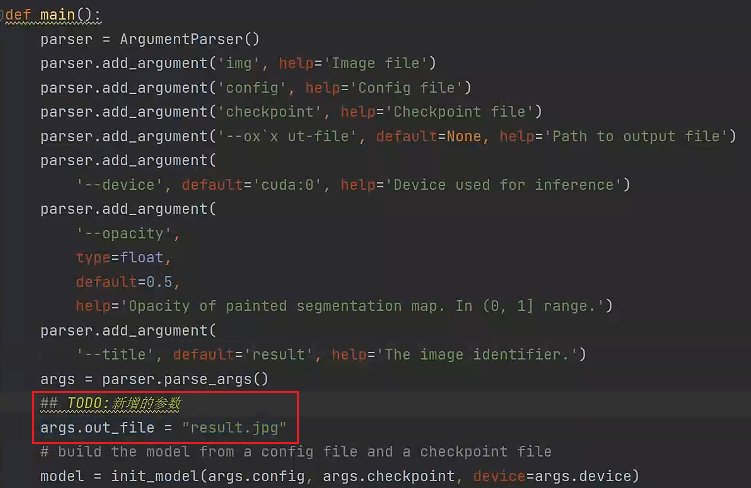 def main():
    parser = ArgumentParser()
    parser.add_argument('img', help='Image file')
    parser.add_argument('config', help='Config file')
    parser.add_argument('checkpoint', help='Checkpoint file')
    parser.add_argument('--ox`x ut-file', default=None, help='Path to output file')
    parser.add_argument(
        '--device', default='cuda:0', help='Device used for inference')
    parser.add_argument(
        '--opacity',
        type=float,
        default=0.5,
        help='Opacity of painted segmentation map. In (0, 1] range.')
    parser.add_argument(
        '--title', default='result', help='The image identifier.')
    args = parser.parse_args()
    ## TODO:新增的参数
    args.out_file = "result.jpg"
    # build the model from a config file and a checkpoint file
    model = init_model(args.config, args.checkpoint, device=args.device)